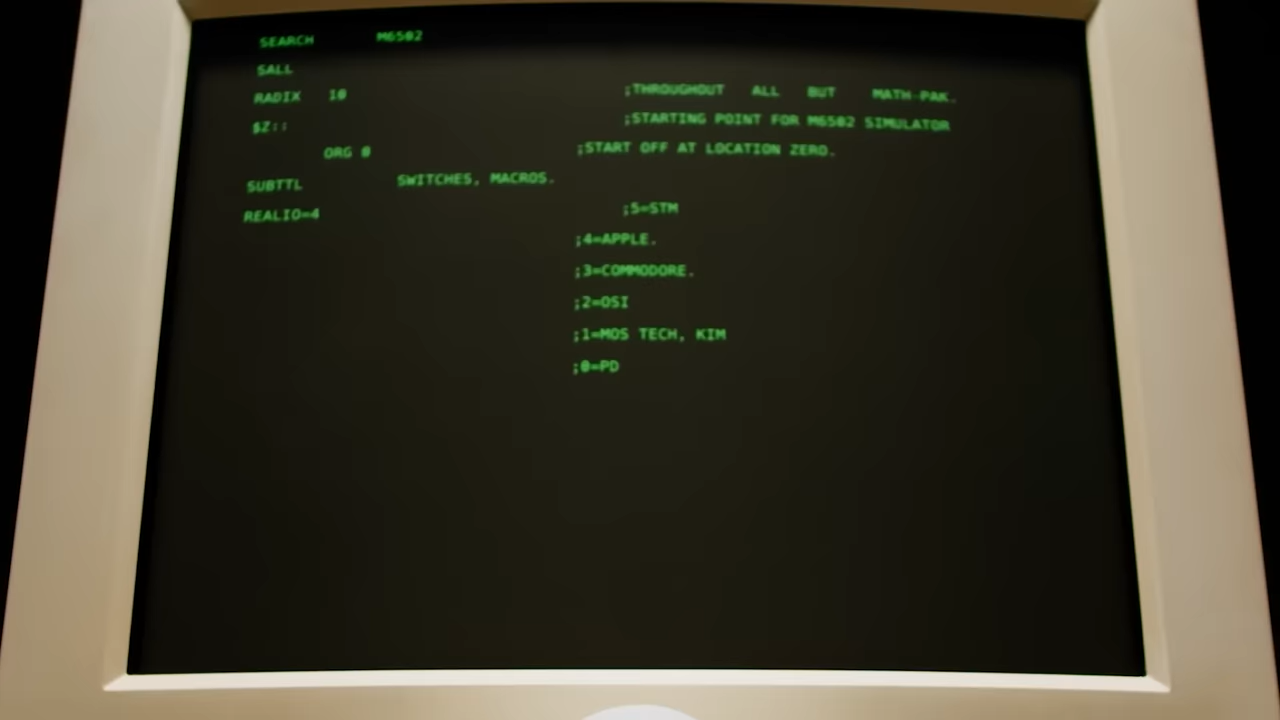 SEARCH M6502
SALL
RADIX 10 ;THROUGHOUT ALL BUT MATH-PAK.
$Z:: ;STARTING POINT FOR M6502 SIMULATOR
ORG 0 ;START OFF AT LOCATION ZERO.
SUBTTL SWITCHES, MACROS.
REALIO=4 ;5=STM
;4=APPLE.
;3=COMMODORE.
;2=OSI
;1=MOS TECH, KIM
;0=PD